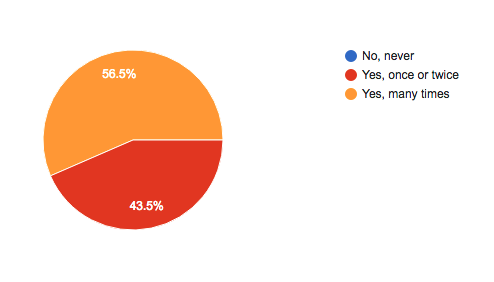 56.5%
43.5%
No, never
Yes, once or twice
Yes, many times